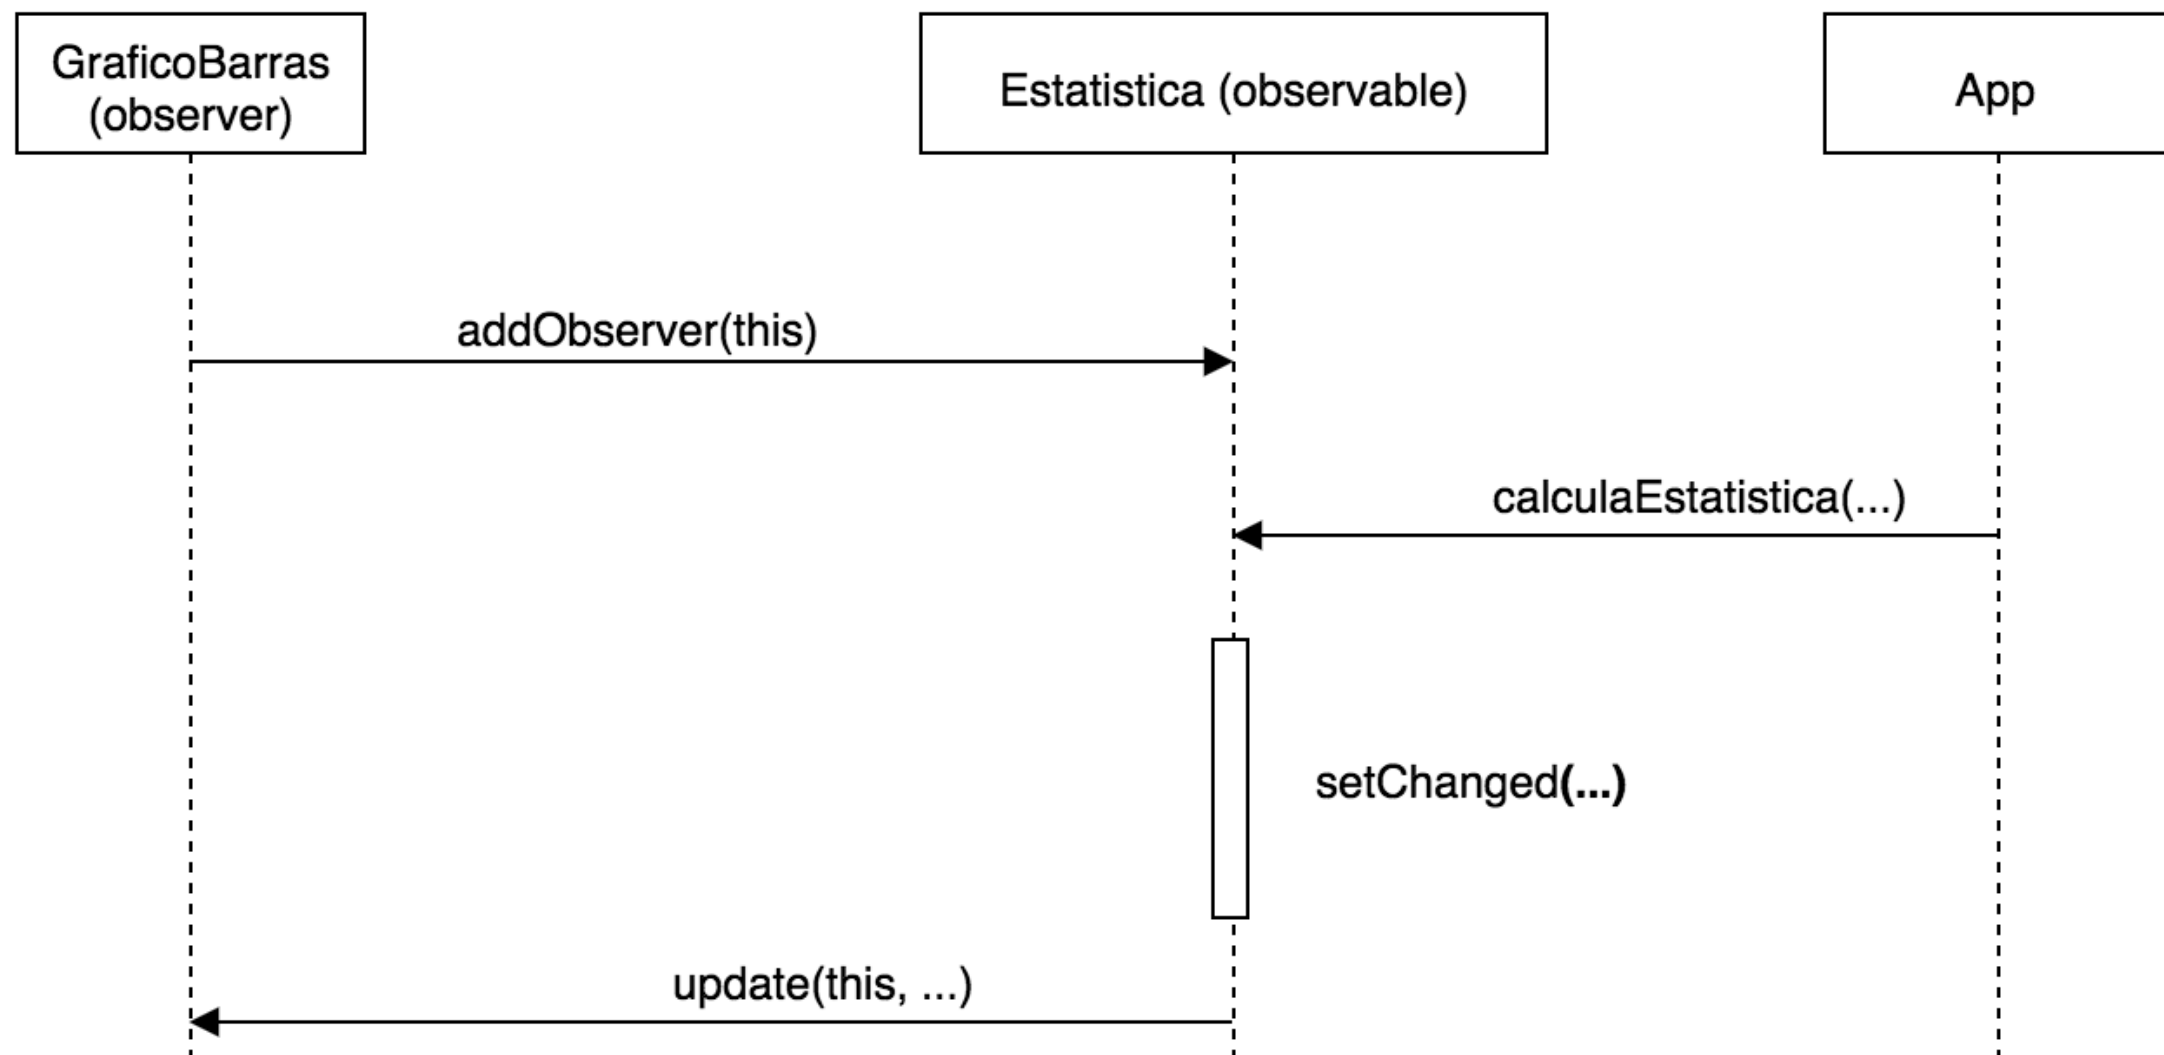 GraficoBarras
(observer)
Estatistica (observable)
App
addObserver(this)
calculaEstatistica(...)
setChanged(...)
update(this, ...)